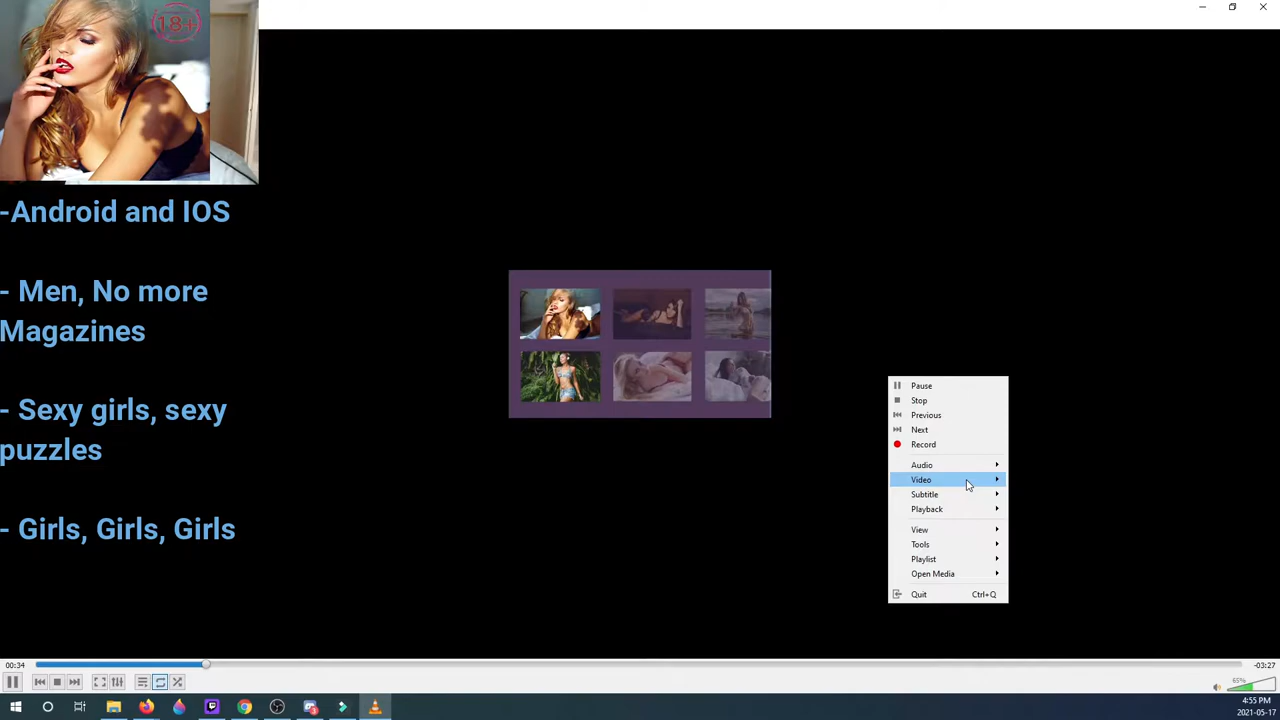 18+
-Android and IOS
- Men, No more
Magazines
- Sexy girls, sexy
puzzles
- Girls, Girls, Girls
Pause
Stop
Previous
Next
Record
Audio
Video
Subtitle
Playback
View
Tools
Playlist
Open Media
Quit Ctrl+Q
00:34
-03:27
65%
4:55 PM
2021-05-17